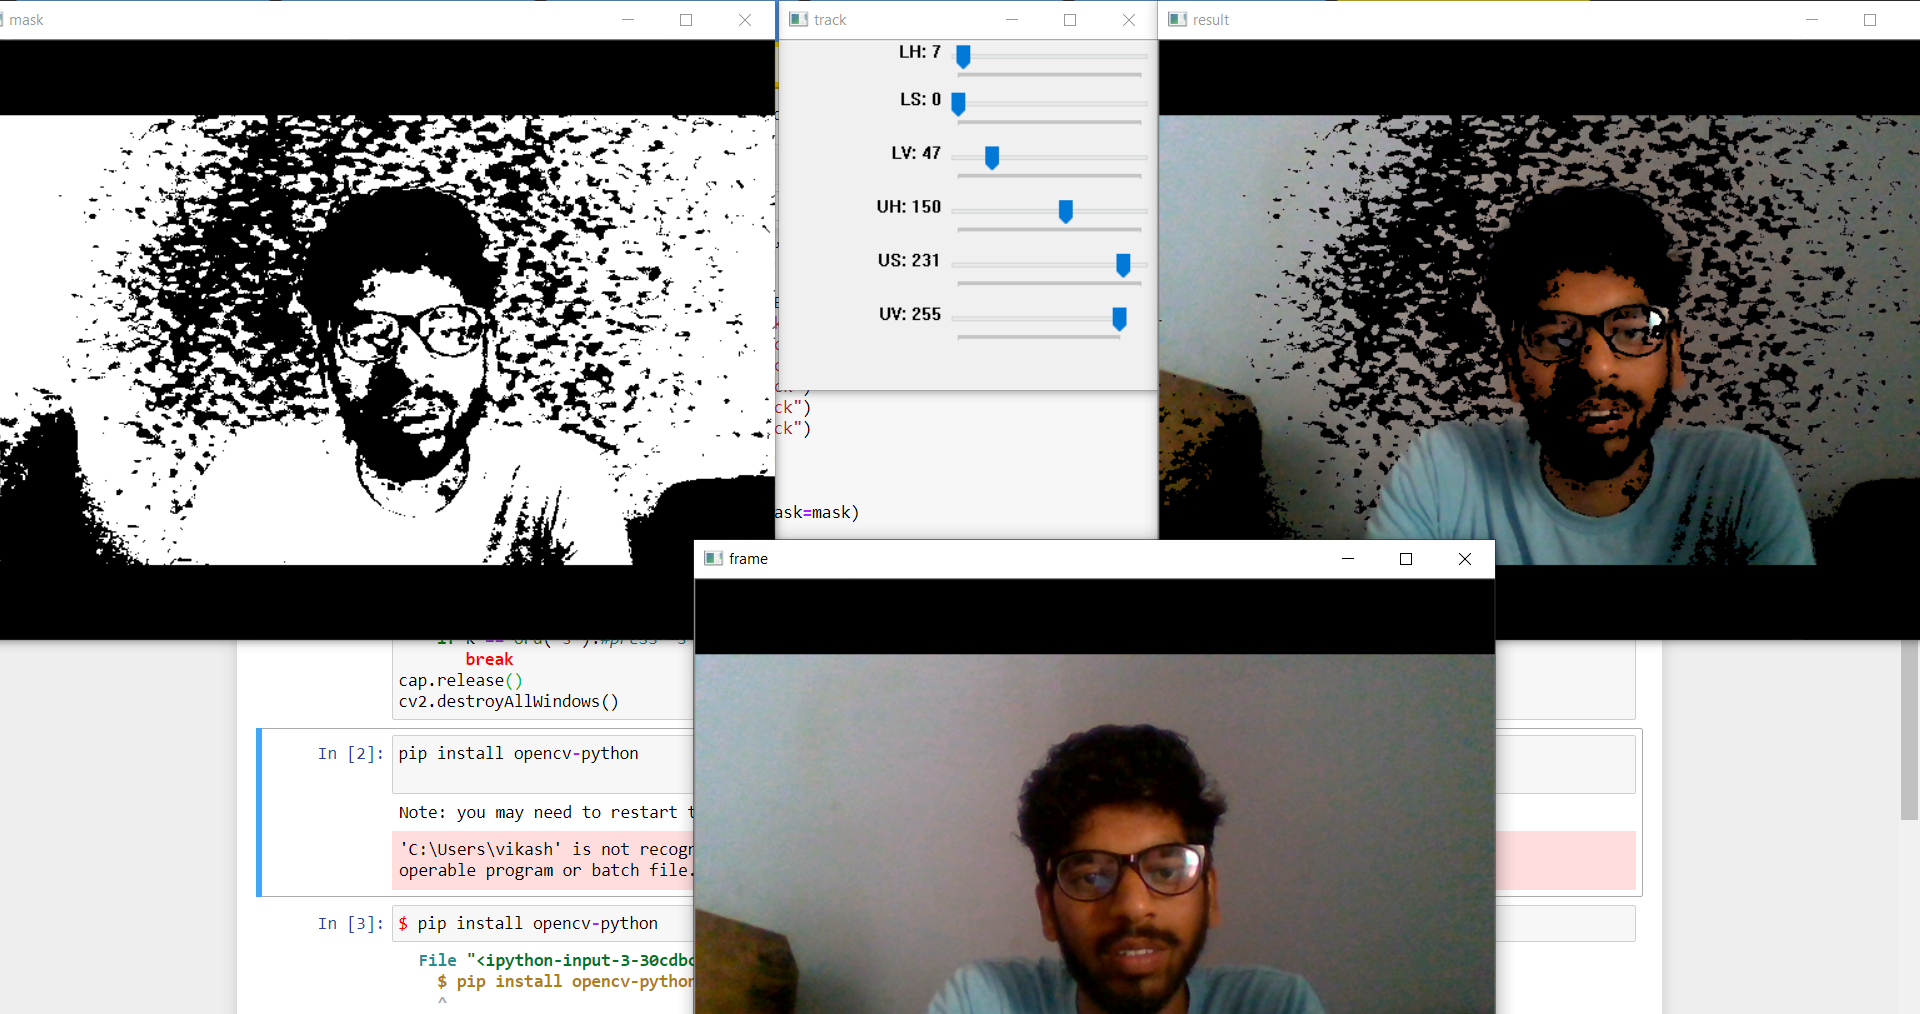 mask
track
result
LH: 7
LS: 0
LV: 47
UH: 150
US: 231
UV: 255
ck")
ck")
ask=mask)
frame
break
cap.release()
cv2.destroyAllWindows()
In [2]: pip install opencv-python
Note: you may need to restart
'C:\Users\vikash' is not recogn
operable program or batch file.
In [3]: $ pip install opencv-python
File "<ipython-input-3-30cdbc
$ pip install opencv-python
^